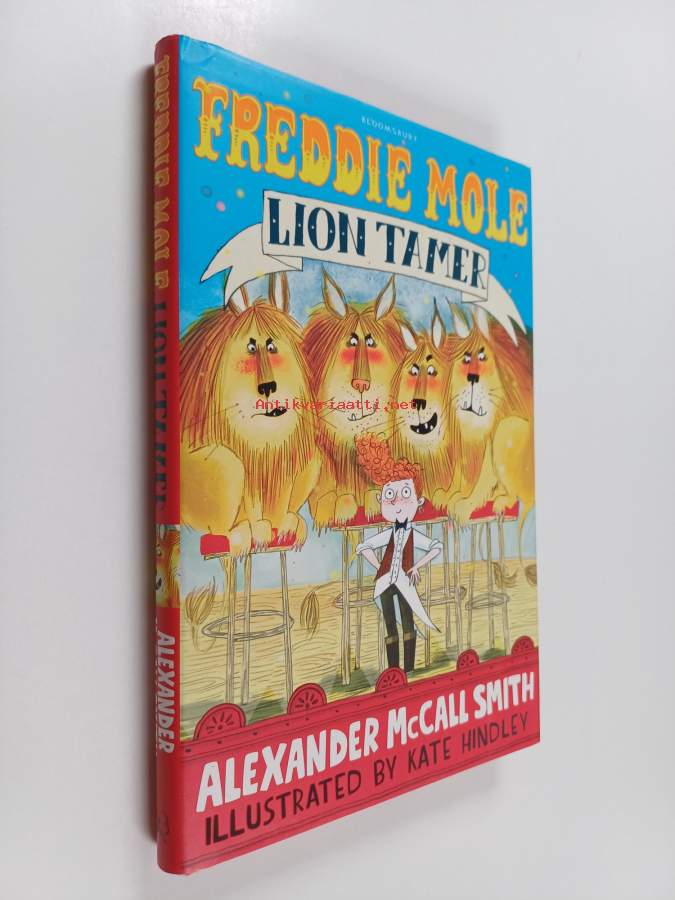 BLOOMSBURY
FREDDIE MOLE
LION TAMER
Antikvariaatti.net
ALEXANDER McCALL SMITH
ILLUSTRATED BY KATE HINDLEY
FREDDIE MOLE LION TAMER
ALEXANDER